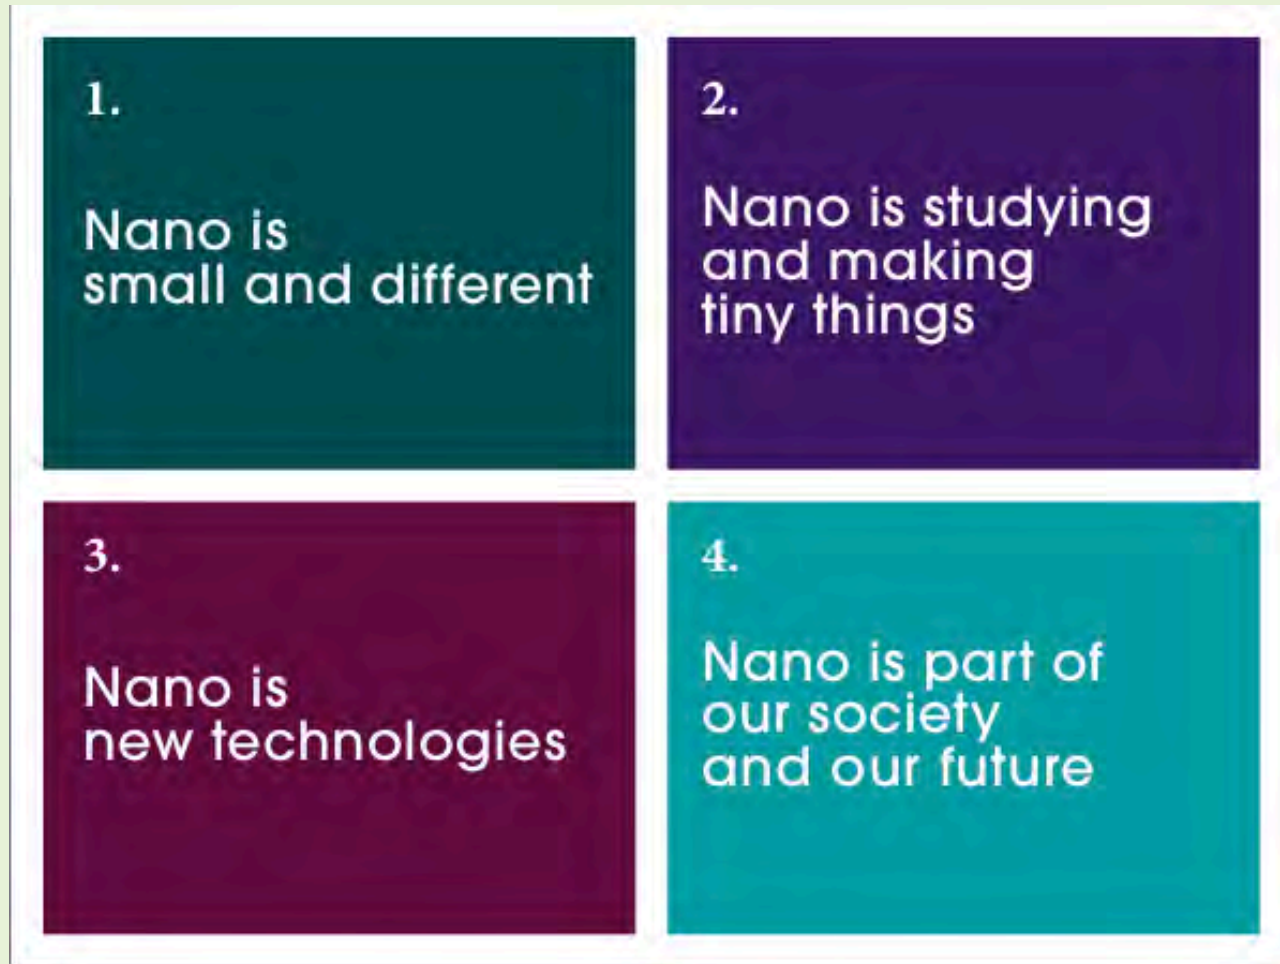 1.
Nano is
small and different
2.
Nano is studying
and making
tiny things
3.
Nano is
new technologies
4.
Nano is part of
our society
and our future